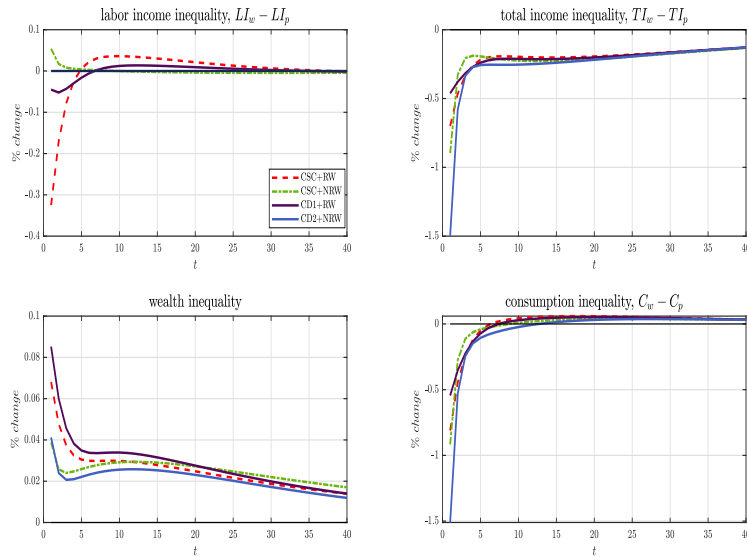 labor income inequality, LI_w − LI_p
0.1
0
-0.1
-0.2
-0.3
-0.4
% change
0 5 10 15 20 25 30 35 40
t
CSC+RW
CSC+NRW
CD1+RW
CD2+NRW
total income inequality, TI_w − TI_p
0
-0.5
-1
-1.5
% change
0 5 10 15 20 25 30 35 40
t
wealth inequality
0.1
0.08
0.06
0.04
0.02
0
% change
0 5 10 15 20 25 30 35 40
t
consumption inequality, C_w − C_p
0
-0.5
-1
-1.5
% change
0 5 10 15 20 25 30 35 40
t